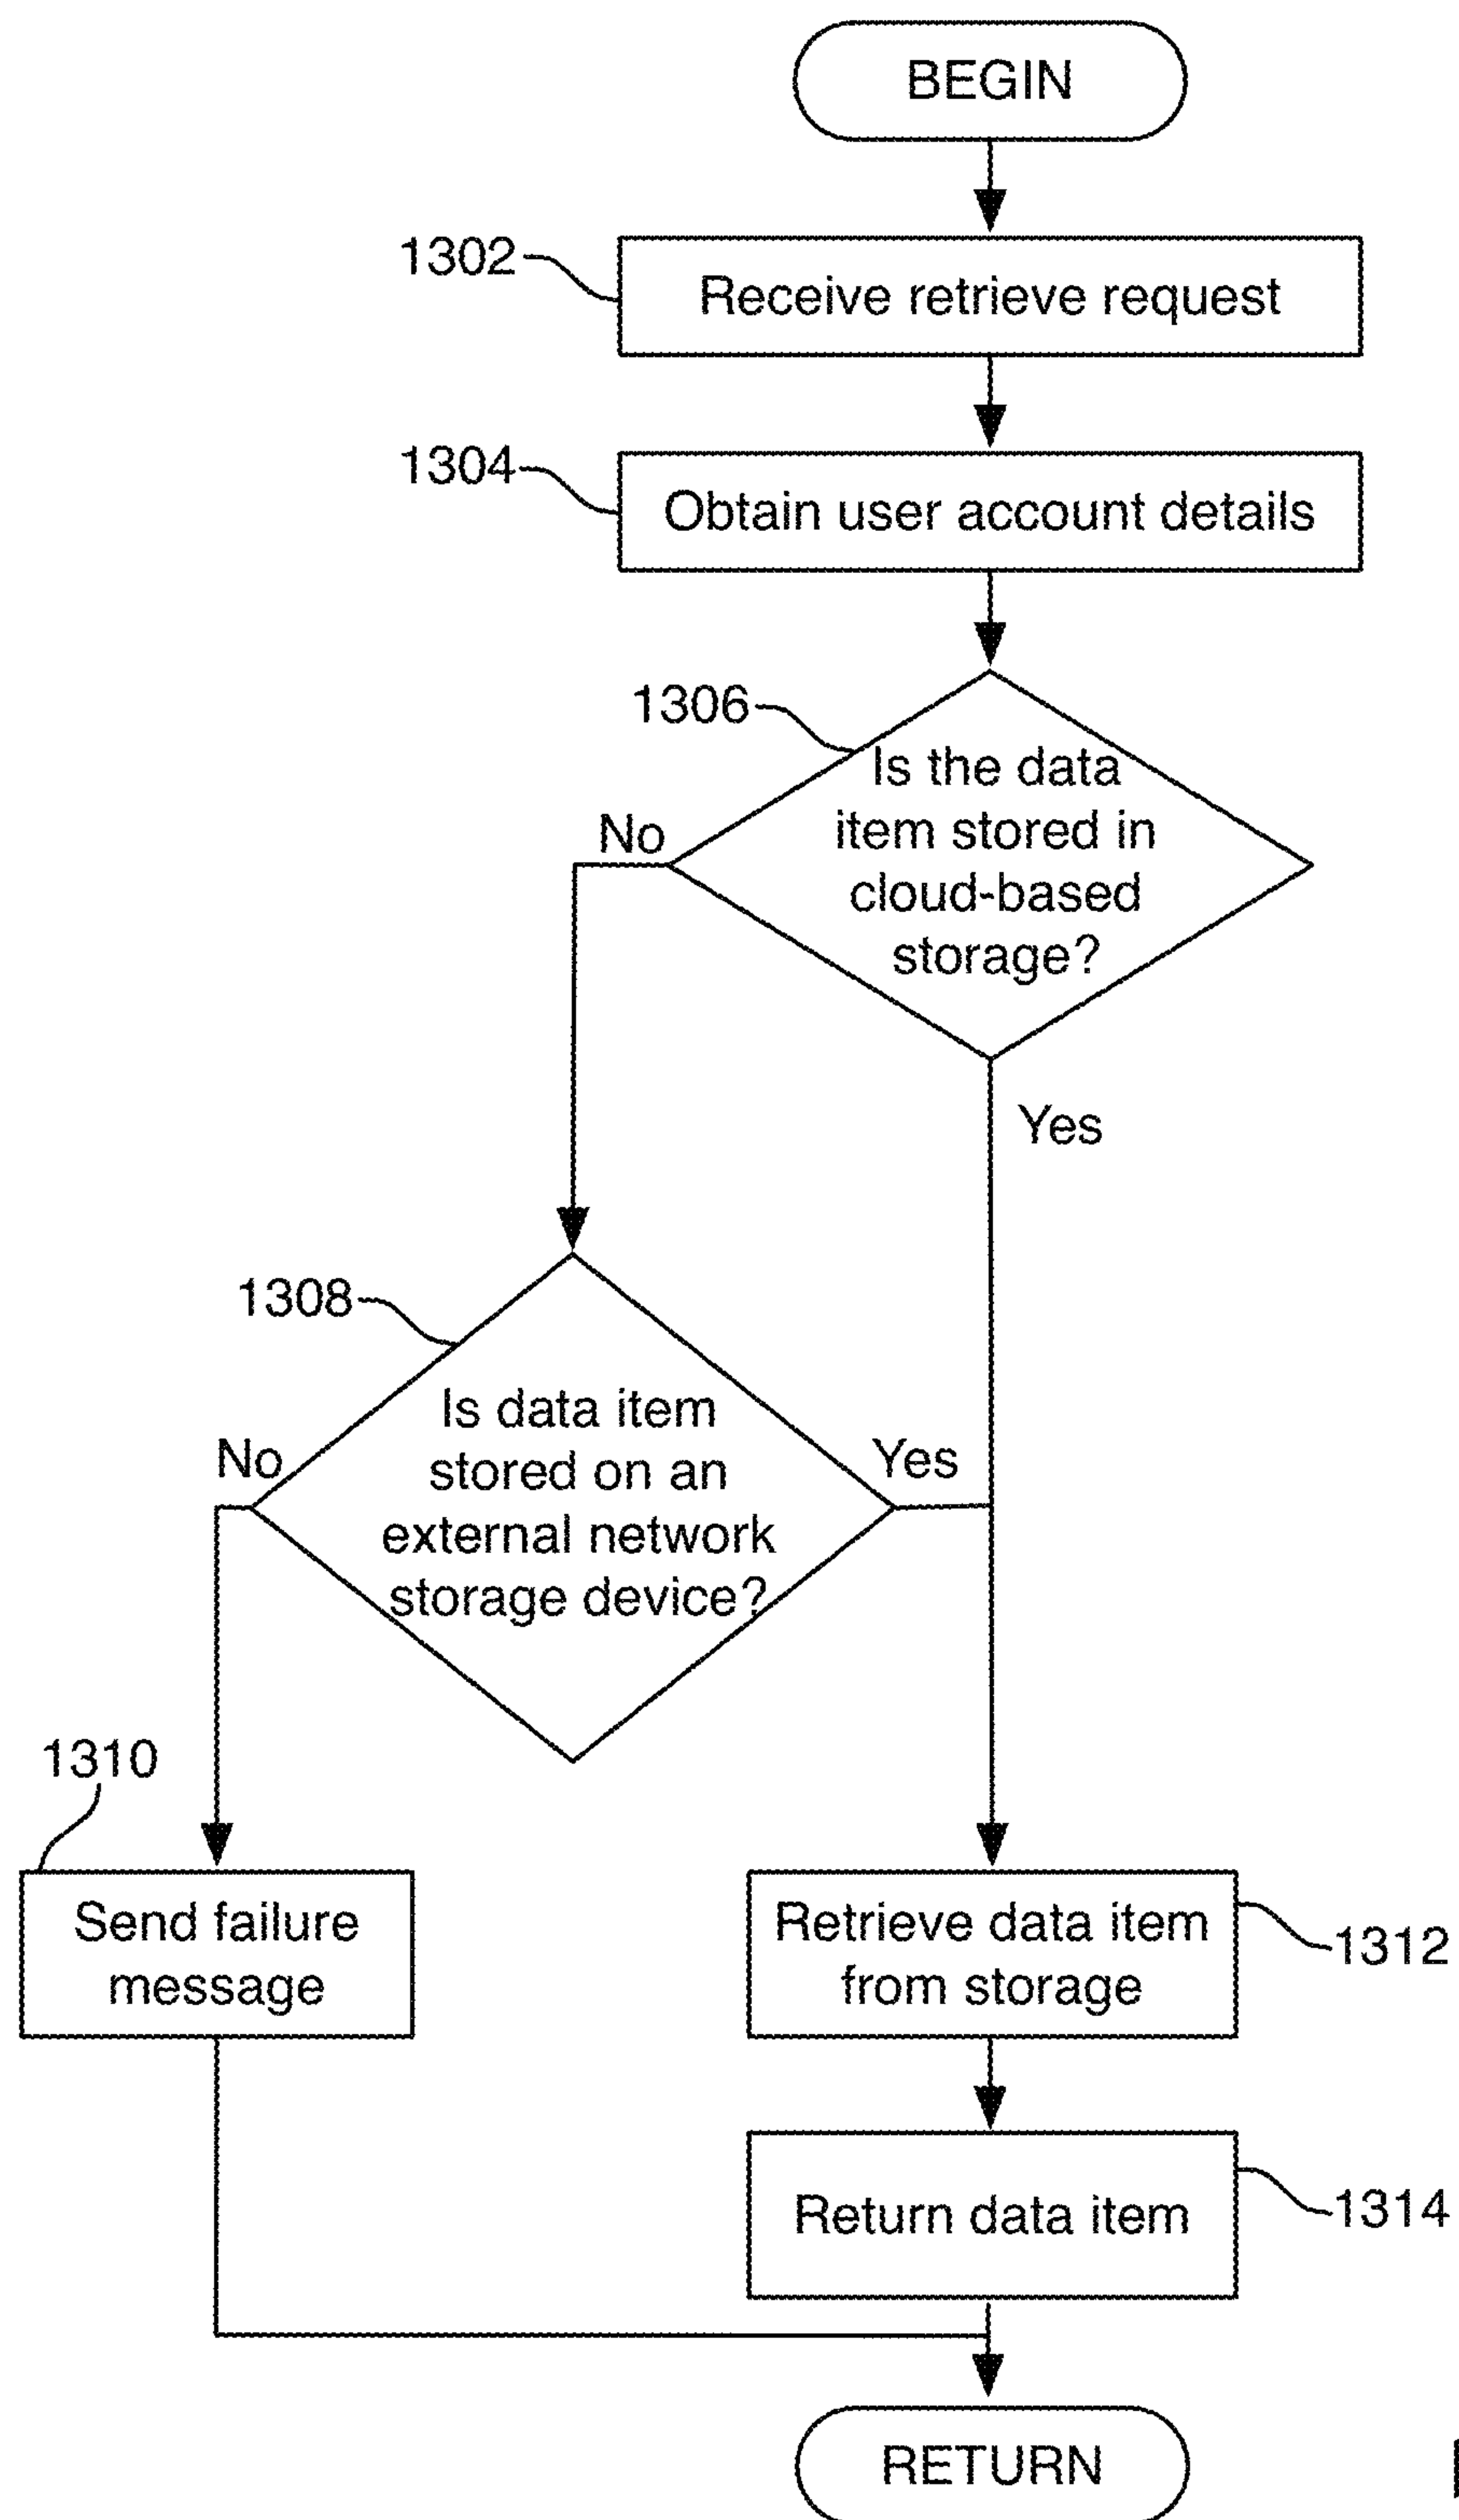 BEGIN
1302
Receive retrieve request
1304
Obtain user account details
1306
Is the data
item stored in
cloud-based
storage?
No
Yes
1308
Is data item
stored on an
external network
storage device?
No
Yes
1310
Send failure
message
Retrieve data item
from storage
1312
Return data item
1314
RETURN